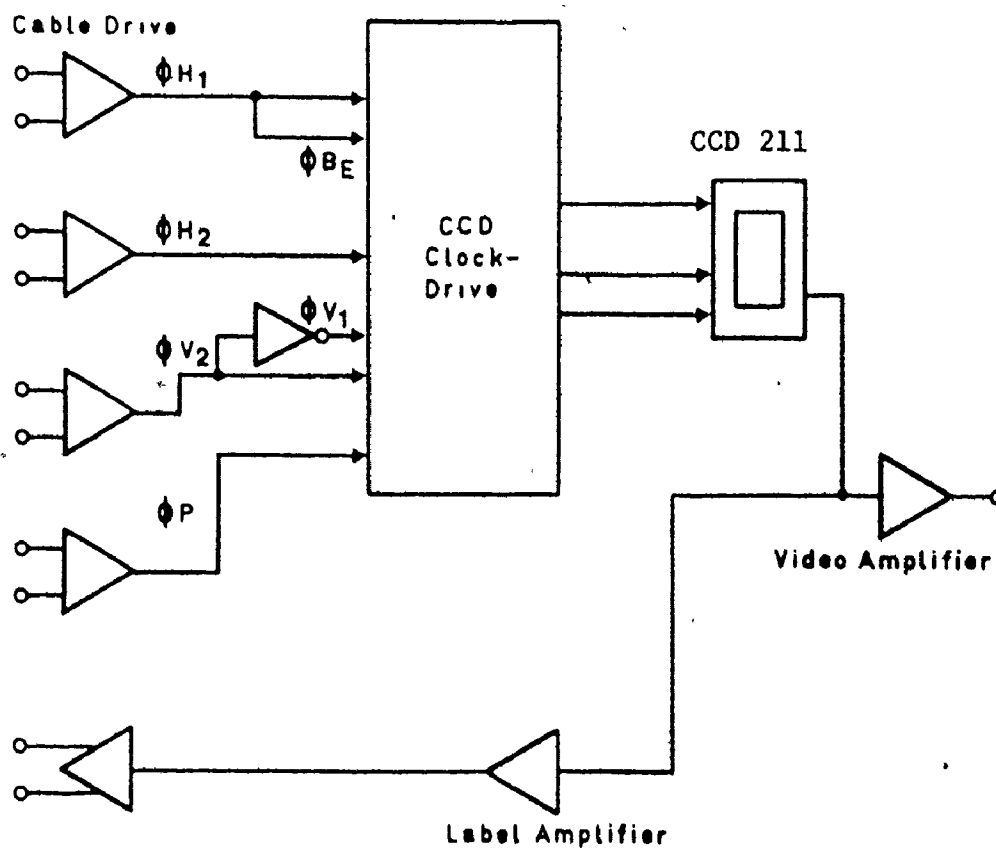 Cable Drive
ϕH1
ϕBE
CCD 211
ϕH2
CCD
Clock-
Drive
ϕV1
ϕV2
ϕP
Video Amplifier
Label Amplifier